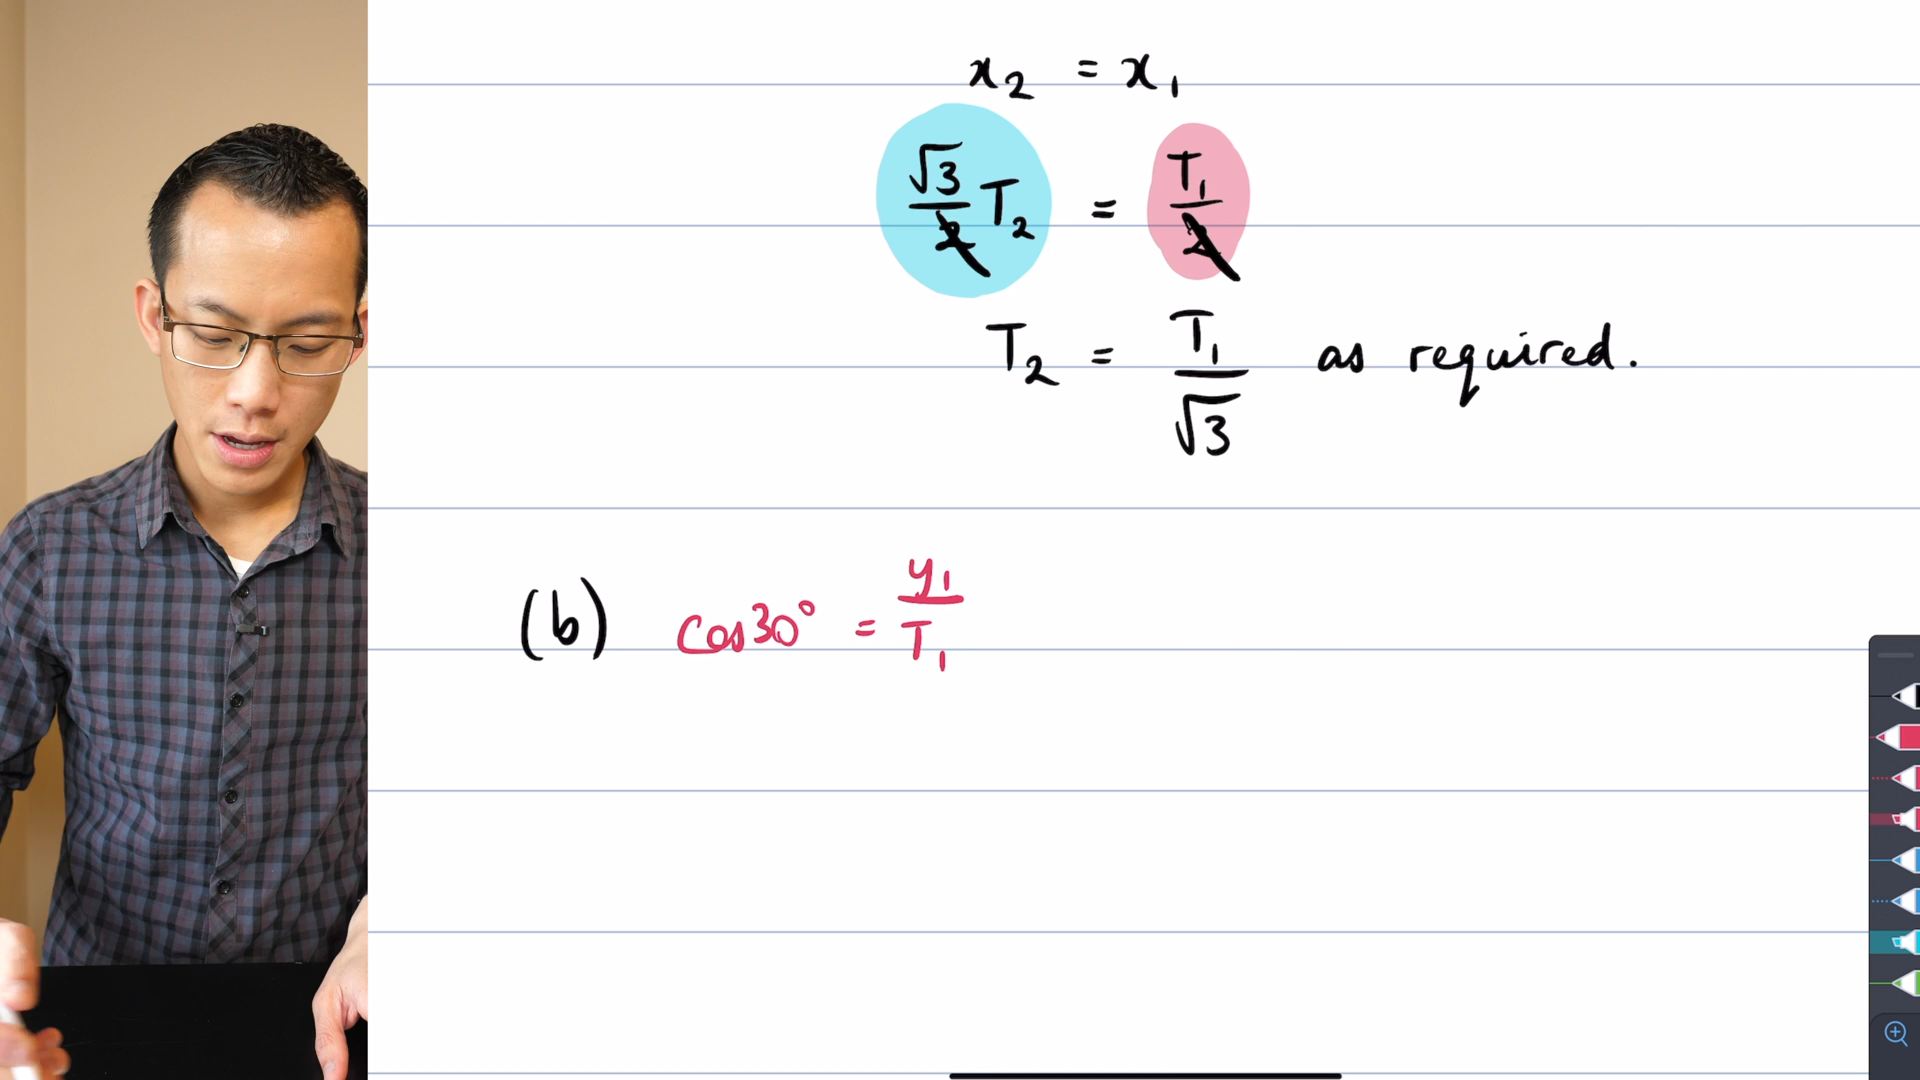 x₂ = x₁
√3/2 T₂ = T₁/2
T₂ = T₁/√3 as required.
(b) cos30° = y₁/T₁